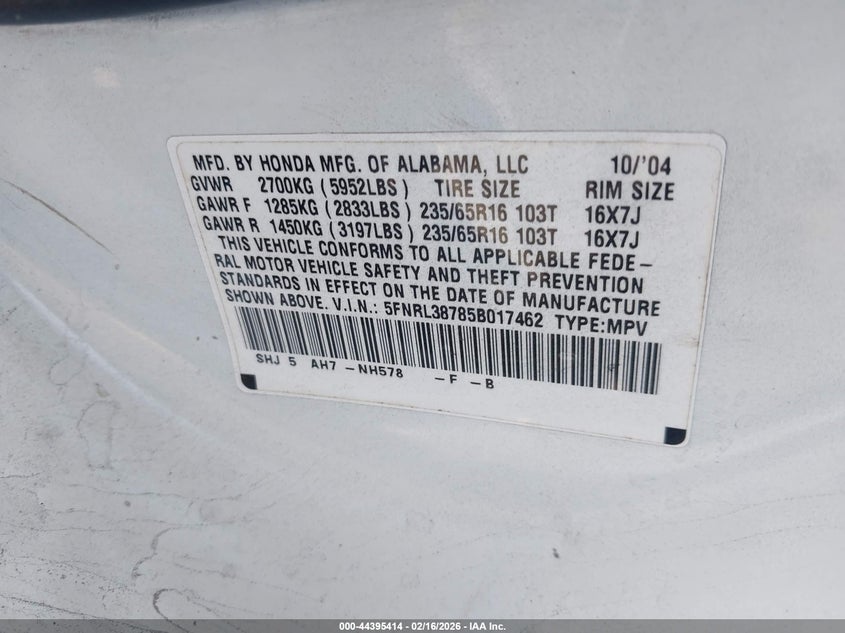 MFD. BY HONDA MFG. OF ALABAMA, LLC 10/'04
GVWR 2700KG (5952LBS) TIRE SIZE RIM SIZE
GAWR F 1285KG (2833LBS) 235/65R16 103T 16X7J
GAWR R 1450KG (3197LBS) 235/65R16 103T 16X7J
THIS VEHICLE CONFORMS TO ALL APPLICABLE FEDE-
RAL MOTOR VEHICLE SAFETY AND THEFT PREVENTION
STANDARDS IN EFFECT ON THE DATE OF MANUFACTURE
SHOWN ABOVE. V.I.N.: 5FNRL38785B017462 TYPE:MPV
SHJ 5 AH7 -NH578 -F -B
000-44395414 - 02/16/2026 - IAA Inc.